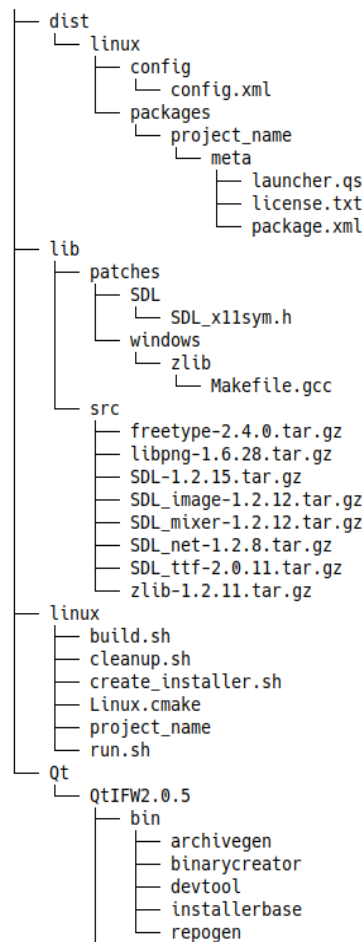 dist
linux
config
config.xml
packages
project_name
meta
launcher.qs
license.txt
package.xml
lib
patches
SDL
SDL_x11sym.h
windows
zlib
Makefile.gcc
src
freetype-2.4.0.tar.gz
libpng-1.6.28.tar.gz
SDL-1.2.15.tar.gz
SDL_image-1.2.12.tar.gz
SDL_mixer-1.2.12.tar.gz
SDL_net-1.2.8.tar.gz
SDL_ttf-2.0.11.tar.gz
zlib-1.2.11.tar.gz
linux
build.sh
cleanup.sh
create_installer.sh
Linux.cmake
project_name
run.sh
Qt
QtIFW2.0.5
bin
archivegen
binarycreator
devtool
installerbase
repogen